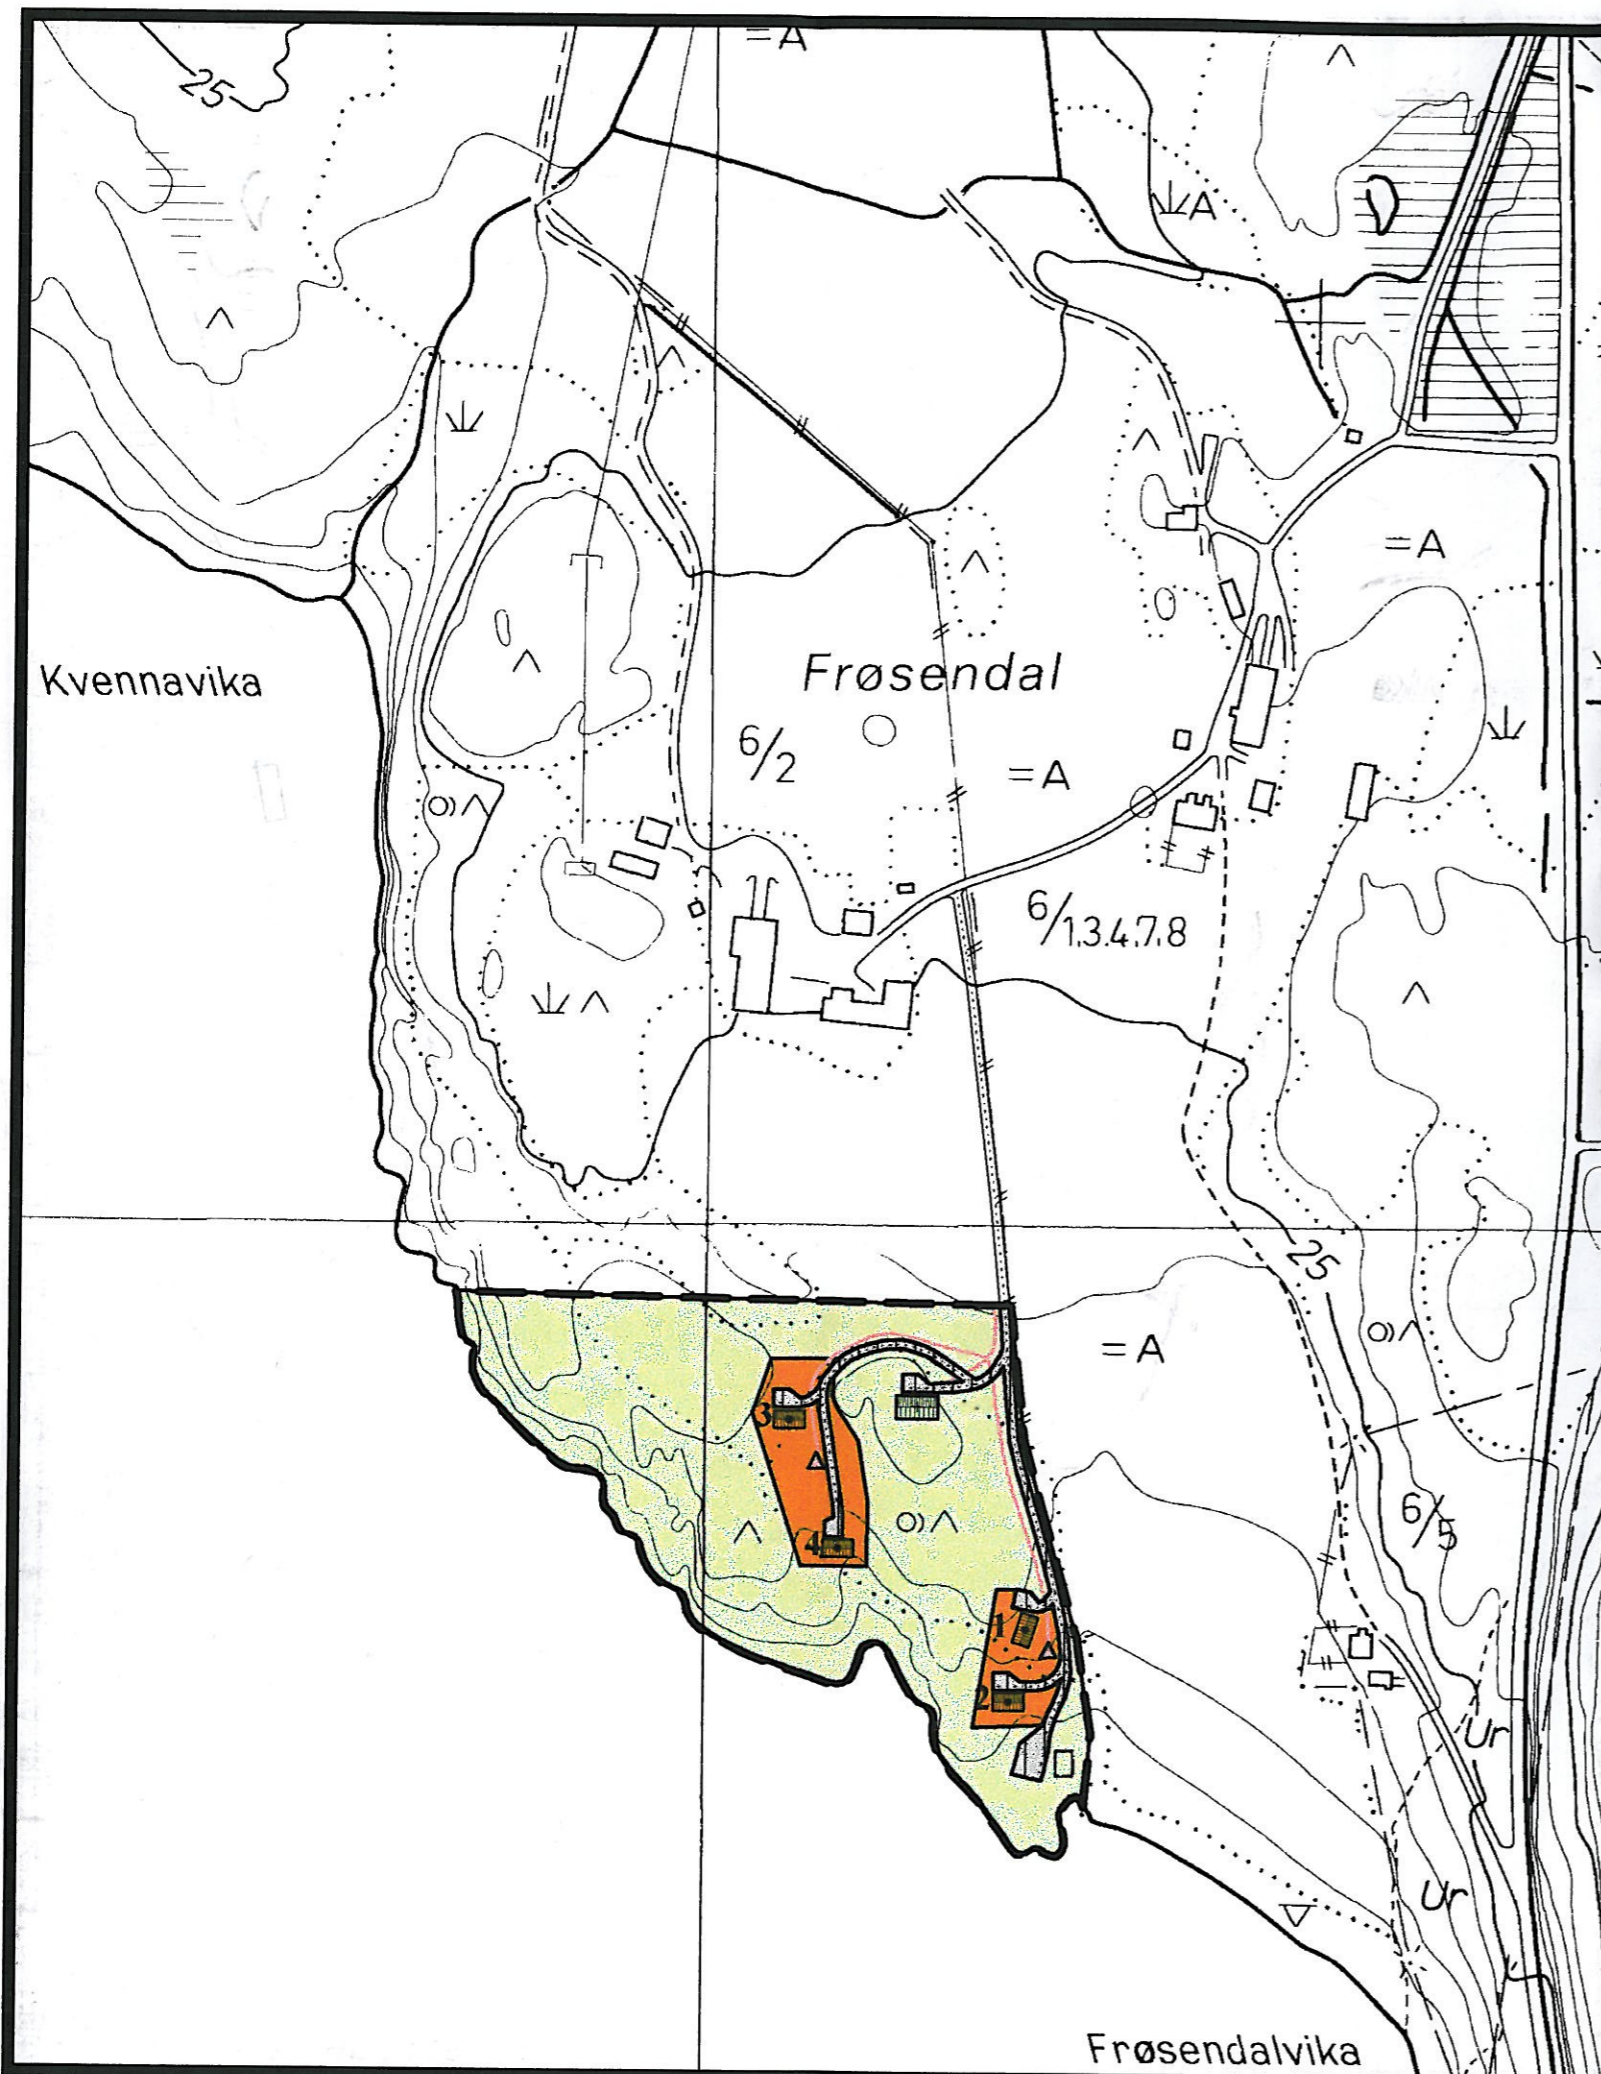 = A
25
A
Kvennavika
Frøsendal
= A
6/2
= A
6/1.3.4.7.8
25
= A
3
4
6/5
1
2
Ur
Ur
Frøsendalvika